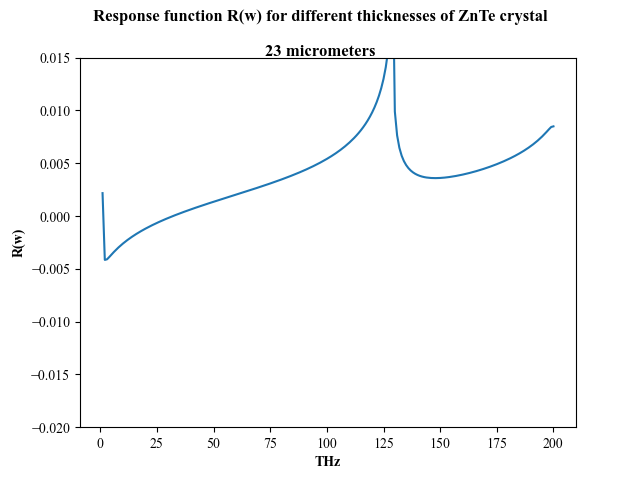 Response function R(w) for different thicknesses of ZnTe crystal
23 micrometers
0.015
0.010
0.005
0.000
−0.005
−0.010
−0.015
−0.020
R(w)
0 25 50 75 100 125 150 175 200
THz